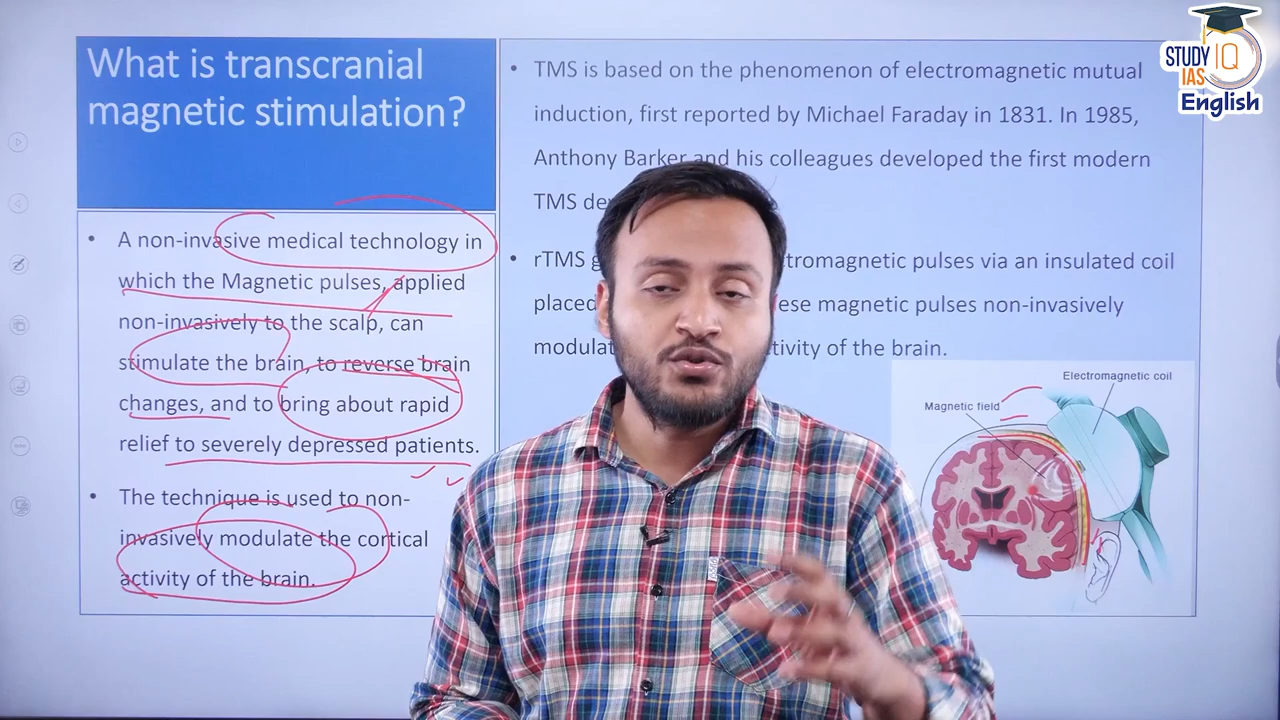 What is transcranial
magnetic stimulation?
• A non-invasive medical technology in
which the Magnetic pulses, applied
non-invasively to the scalp, can
stimulate the brain, to reverse brain
changes, and to bring about rapid
relief to severely depressed patients.
• The technique is used to non-
invasively modulate the cortical
activity of the brain.
• TMS is based on the phenomenon of electromagnetic mutual
induction, first reported by Michael Faraday in 1831. In 1985,
Anthony Barker and his colleagues developed the first modern
TMS
• rTMS tromagnetic pulses via an insulated coil
placed ese magnetic pulses non-invasively
modulat tivity of the brain.
Electromagnetic coil
Magnetic field
STUDY IQ
IAS
English